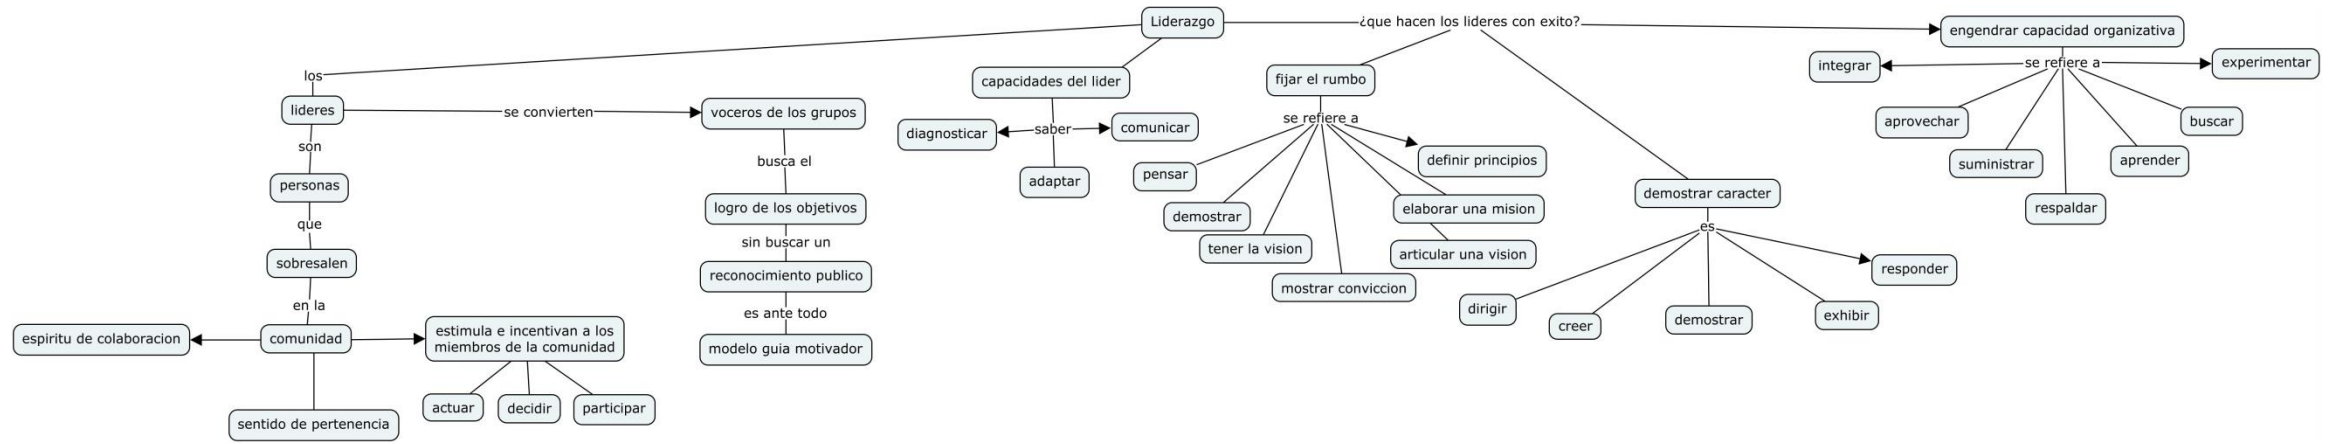 Liderazgo
¿que hacen los lideres con exito?
engendrar capacidad organizativa
los
lideres
se convierten
voceros de los grupos
son
personas
que
sobresalen
en la
comunidad
espiritu de colaboracion
estimula e incentivan a los
miembros de la comunidad
sentido de pertenencia
actuar
decidir
participar
busca el
logro de los objetivos
sin buscar un
reconocimiento publico
es ante todo
modelo guia motivador
capacidades del lider
saber
diagnosticar
comunicar
adaptar
fijar el rumbo
se refiere a
pensar
demostrar
tener la vision
mostrar conviccion
articular una vision
elaborar una mision
definir principios
demostrar caracter
es
dirigir
creer
demostrar
exhibir
responder
se refiere a
integrar
experimentar
aprovechar
suministrar
respaldar
aprender
buscar